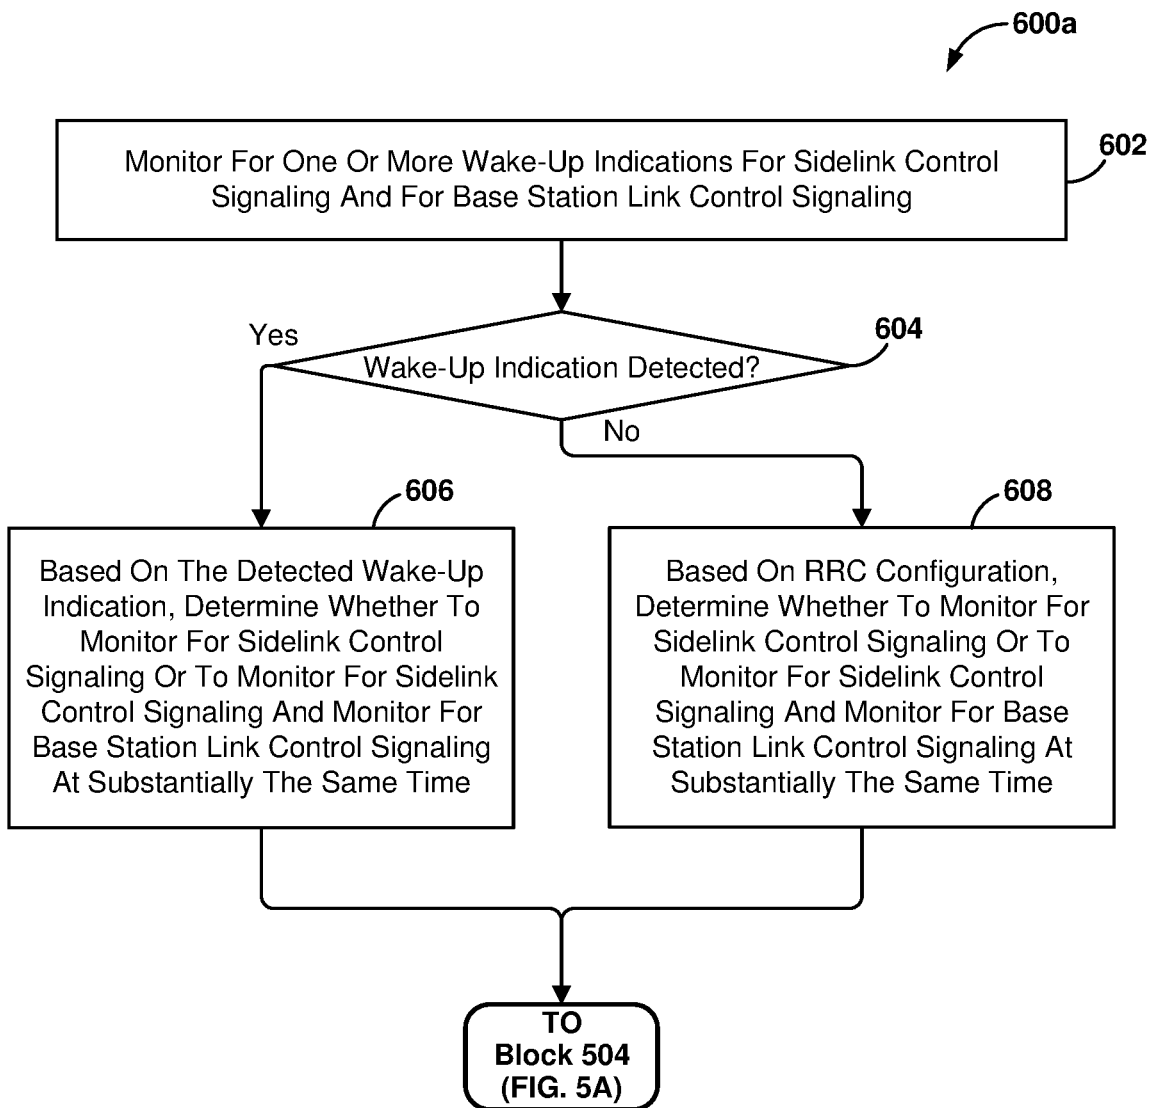 600a
Monitor For One Or More Wake-Up Indications For Sidelink Control
Signaling And For Base Station Link Control Signaling
602
Yes
Wake-Up Indication Detected?
604
No
606
Based On The Detected Wake-Up
Indication, Determine Whether To
Monitor For Sidelink Control
Signaling Or To Monitor For Sidelink
Control Signaling And Monitor For
Base Station Link Control Signaling
At Substantially The Same Time
608
Based On RRC Configuration,
Determine Whether To Monitor For
Sidelink Control Signaling Or To
Monitor For Sidelink Control
Signaling And Monitor For Base
Station Link Control Signaling At
Substantially The Same Time
TO
Block 504
(FIG. 5A)